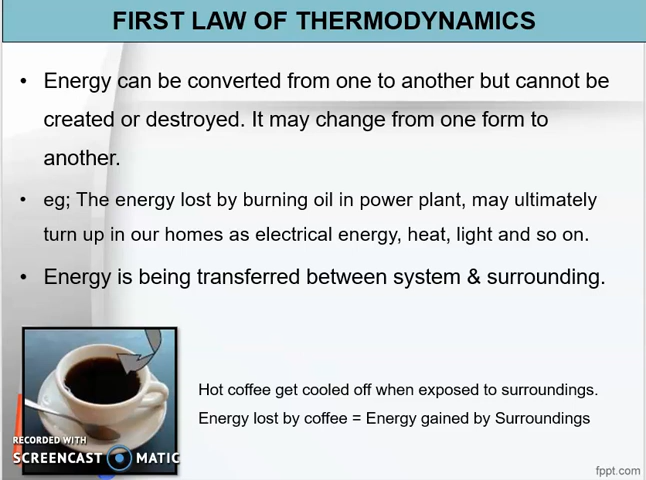 FIRST LAW OF THERMODYNAMICS
• Energy can be converted from one to another but cannot be
created or destroyed. It may change from one form to
another.
• eg; The energy lost by burning oil in power plant, may ultimately
turn up in our homes as electrical energy, heat, light and so on.
• Energy is being transferred between system & surrounding.
Hot coffee get cooled off when exposed to surroundings.
Energy lost by coffee = Energy gained by Surroundings
RECORDED WITH
SCREENCAST MATIC
fppt.com